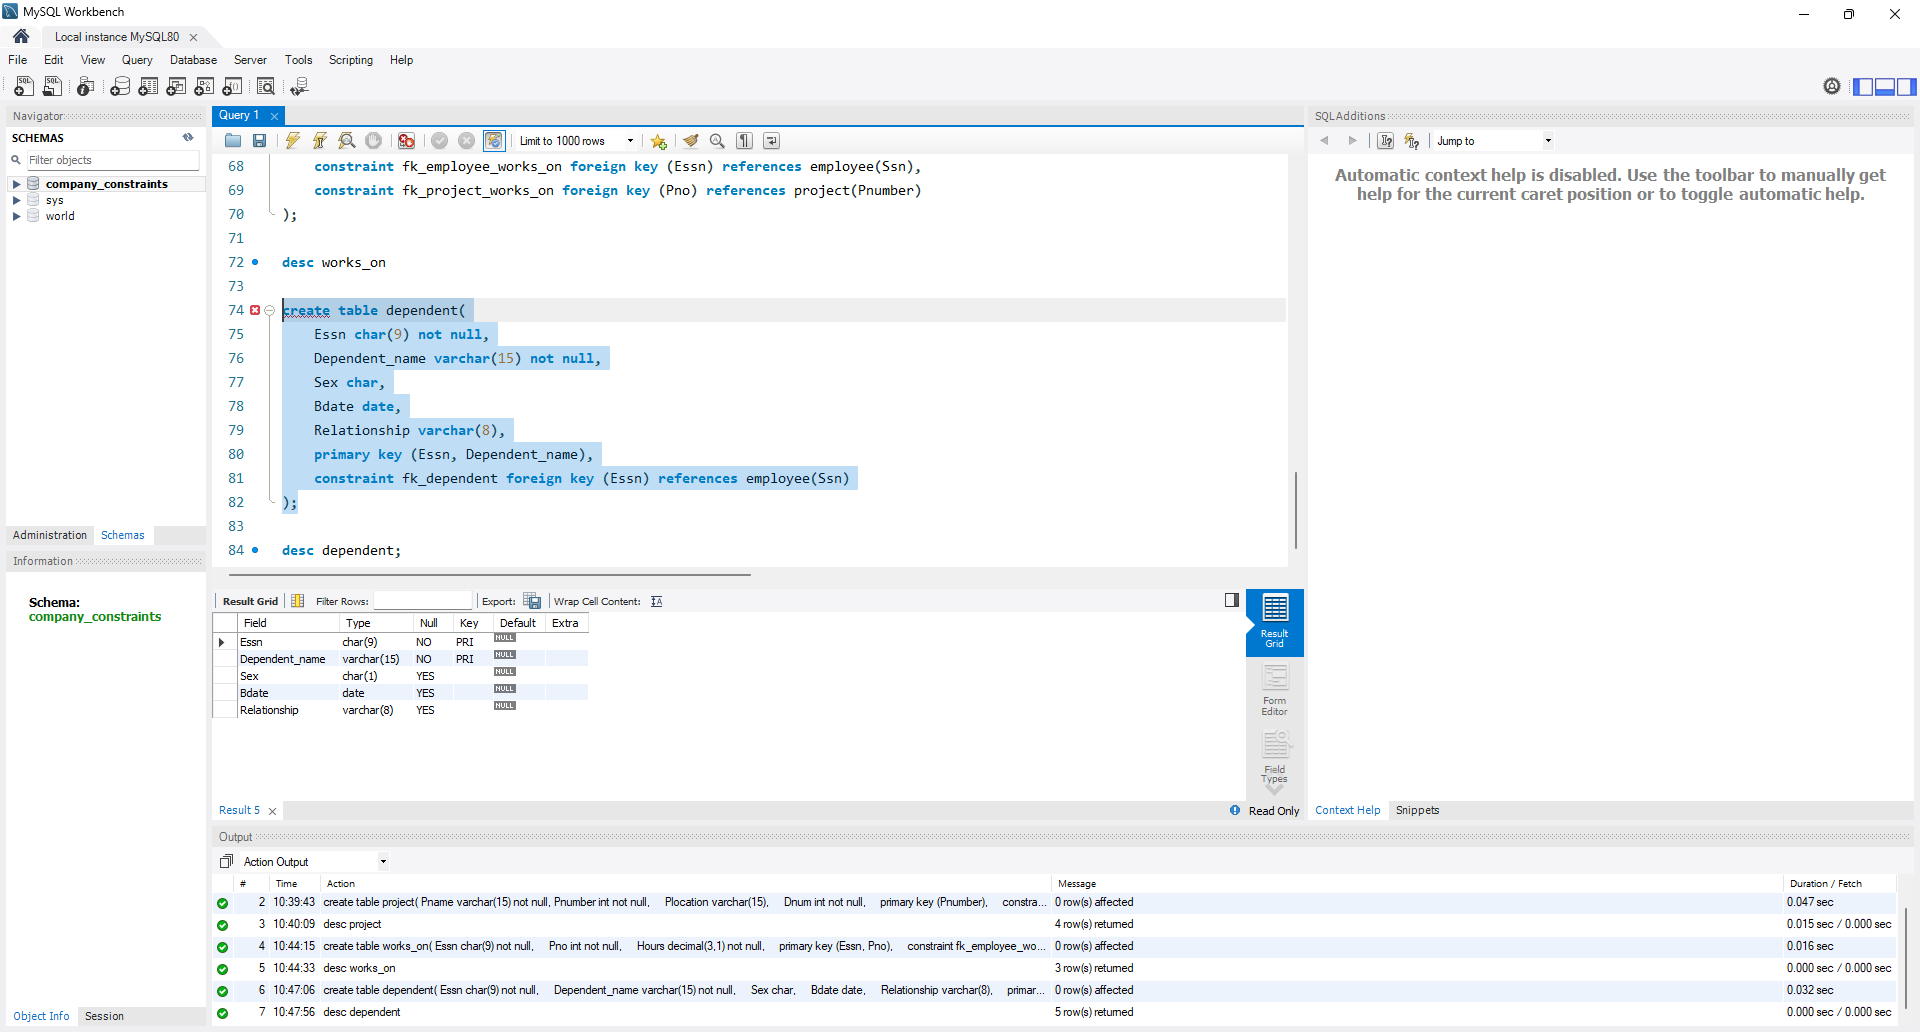 MySQL Workbench
Local instance MySQL80
File Edit View Query Database Server Tools Scripting Help
Navigator
SCHEMAS
Filter objects
company_constraints
sys
world
Administration Schemas
Information
Schema:
company_constraints
Object Info Session
Query 1
Limit to 1000 rows
68 constraint fk_employee_works_on foreign key (Essn) references employee(Ssn),
69 constraint fk_project_works_on foreign key (Pno) references project(Pnumber)
70 );
71
72 desc works_on
73
74 create table dependent(
75 Essn char(9) not null,
76 Dependent_name varchar(15) not null,
77 Sex char,
78 Bdate date,
79 Relationship varchar(8),
80 primary key (Essn, Dependent_name),
81 constraint fk_dependent foreign key (Essn) references employee(Ssn)
82 );
83
84 desc dependent;
Result Grid Filter Rows: Export: Wrap Cell Content:
Field Type Null Key Default Extra
Essn char(9) NO PRI NULL
Dependent_name varchar(15) NO PRI NULL
Sex char(1) YES NULL
Bdate date YES NULL
Relationship varchar(8) YES NULL
Result Grid
Form Editor
Field Types
Result 5
Read Only
SQLAdditions
Jump to
Automatic context help is disabled. Use the toolbar to manually get
help for the current caret position or to toggle automatic help.
Context Help Snippets
Output
Action Output
# Time Action Message Duration / Fetch
2 10:39:43 create table project( Pname varchar(15) not null, Pnumber int not null, Plocation varchar(15), Dnum int not null, primary key (Pnumber), constra... 0 row(s) affected 0.047 sec
3 10:40:09 desc project 4 row(s) returned 0.015 sec / 0.000 sec
4 10:44:15 create table works_on( Essn char(9) not null, Pno int not null, Hours decimal(3,1) not null, primary key (Essn, Pno), constraint fk_employee_wo... 0 row(s) affected 0.016 sec
5 10:44:33 desc works_on 3 row(s) returned 0.000 sec / 0.000 sec
6 10:47:06 create table dependent( Essn char(9) not null, Dependent_name varchar(15) not null, Sex char, Bdate date, Relationship varchar(8), primar... 0 row(s) affected 0.032 sec
7 10:47:56 desc dependent 5 row(s) returned 0.000 sec / 0.000 sec